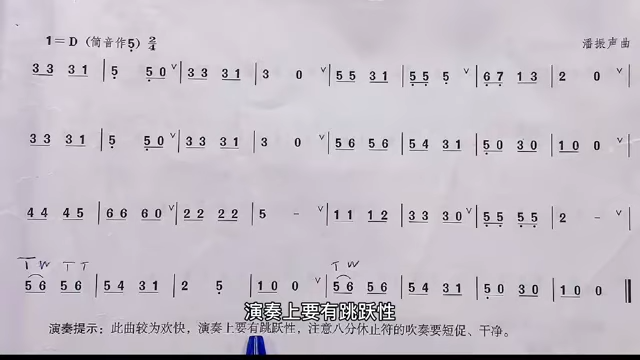 1=D (筒音作5) 2/4 潘振声曲
3 3 3 1 | 5 5 0 ∨ | 3 3 3 1 | 3 0 ∨ | 5 5 3 1 | 5 5 5 ∨ | 6 7 1 3 | 2 0 ∨ |
3 3 3 1 | 5 5 0 ∨ | 3 3 3 1 | 3 0 | 5 6 5 6 | 5 4 3 1 | 5 0 3 0 | 1 0 0 ∨ |
4 4 4 5 | 6 6 6 0 ∨ | 2 2 2 2 | 5 - ∨ | 1 1 1 2 | 3 3 3 0 ∨ | 5 5 5 5 | 2 - ∨ |
T W T T T W
5 6 5 6 | 5 4 3 1 | 2 5 | 1 0 0 ∨ | 5 6 5 6 | 5 4 3 1 | 5 0 3 0 | 1 0 0 ‖
演奏上要有跳跃性
演奏提示：此曲较为欢快，演奏上要有跳跃性，注意八分休止符的吹奏要短促、干净。